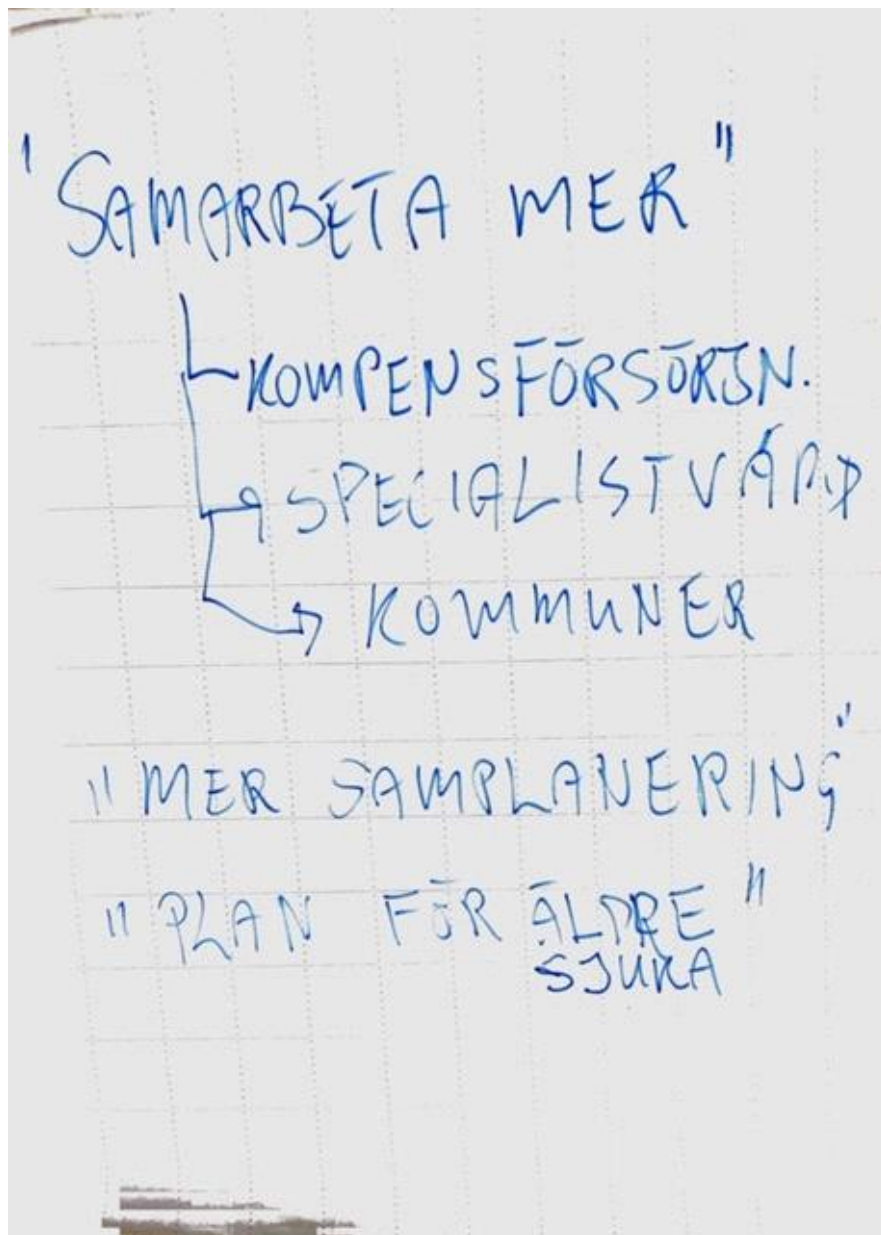 "SAMARBETA MER"
KOMPENSFÖRSÖRJN.
SPECIALISTVÅRD
KOMMUNER
"MER SAMPLANERING"
"PLAN FÖR ÄLDRE"
SJUKA